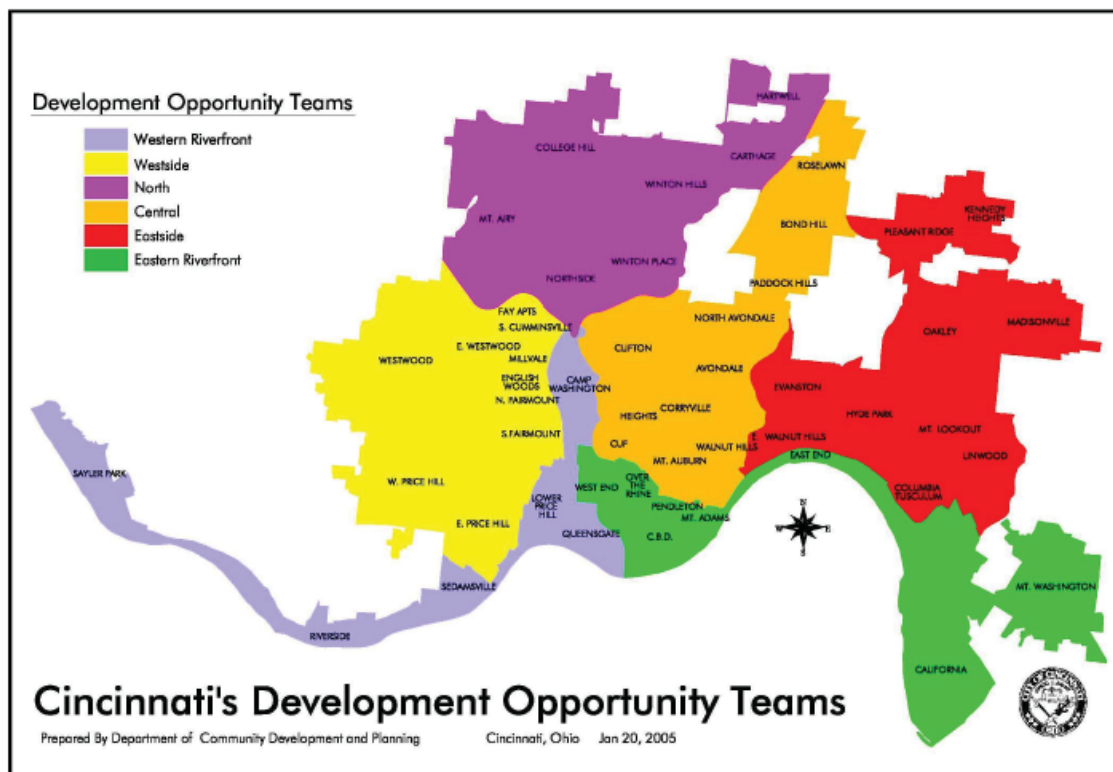 Development Opportunity Teams
Western Riverfront
Westside
North
Central
Eastside
Eastern Riverfront
HARTWELL
COLLEGE HILL
CARTHAGE
ROSELAWN
WINTON HILLS
MT. AIRY
BOND HILL
KENNEDY
HEIGHTS
PLEASANT RIDGE
WINTON PLACE
NORTHSIDE
PADDOCK HILLS
FAY APTS
S. CUMMINSVILLE
NORTH AVONDALE
OAKLEY
MADISONVILLE
WESTWOOD
E. WESTWOOD
MILLVALE
CLIFTON
AVONDALE
ENGLISH
WOODS
CAMP
WASHINGTON
N. FAIRMOUNT
EVANSTON
CORRYVILLE
HEIGHTS
HYDE PARK
MT. LOOKOUT
S.FAIRMOUNT
CUF
WALNUT HILLS
E.
WALNUT HILLS
EAST END
LINWOOD
MT. AUBURN
SAYLER PARK
W. PRICE HILL
WEST END
OVER
THE
RHINE
COLUMBIA
TUSCULUM
LOWER
PRICE
HILL
PENDLETON
MT. ADAMS
E. PRICE HILL
QUEENSGATE
C.B.D.
N
W
E
S
SEDAMSVILLE
MT. WASHINGTON
RIVERSIDE
CALIFORNIA
Cincinnati's Development Opportunity Teams
Prepared By Department of Community Development and Planning Cincinnati, Ohio Jan 20, 2005